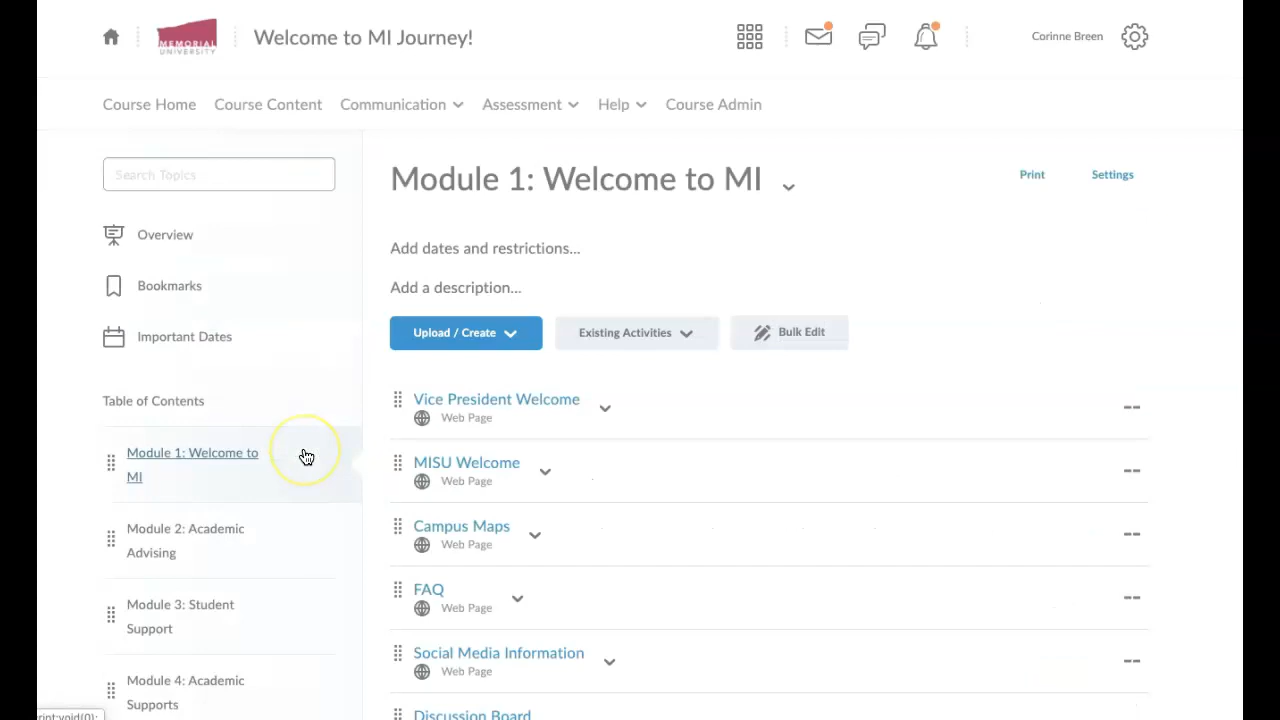 MEMORIAL
UNIVERSITY
Welcome to MI Journey!
Corinne Breen
Course Home
Course Content
Communication
Assessment
Help
Course Admin
Search Topics
Overview
Bookmarks
Important Dates
Table of Contents
Module 1: Welcome to
MI
Module 2: Academic
Advising
Module 3: Student
Support
Module 4: Academic
Supports
Module 1: Welcome to MI
Print
Settings
Add dates and restrictions...
Add a description...
Upload / Create
Existing Activities
Bulk Edit
Vice President Welcome
Web Page
MISU Welcome
Web Page
Campus Maps
Web Page
FAQ
Web Page
Social Media Information
Web Page
Discussion Board